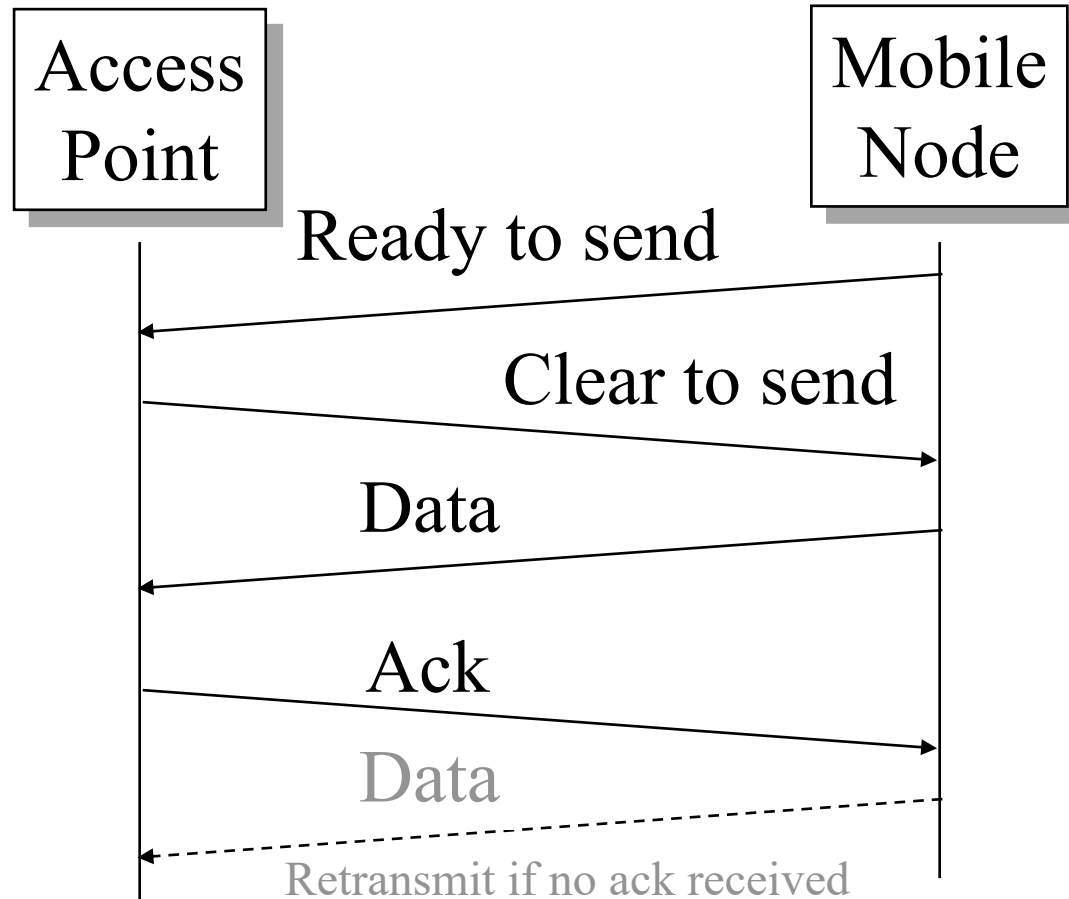 Access
Point
Mobile
Node
Ready to send
Clear to send
Data
Ack
Data
Retransmit if no ack received